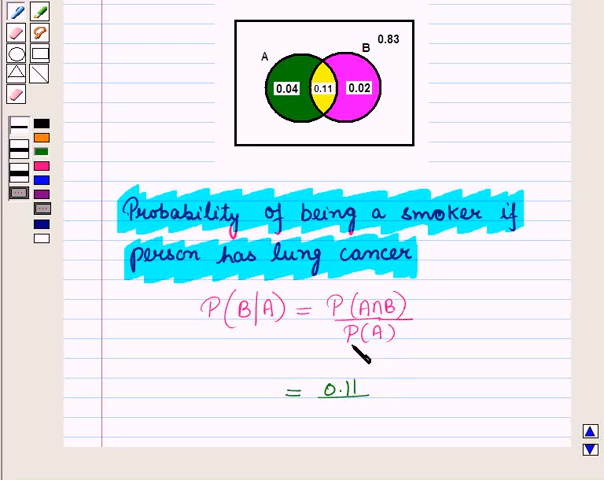 A
B
0.83
0.04
0.11
0.02
Probability of being a smoker if
person has lung cancer
P(B|A) = P(A∩B)
P(A)
= 0.11